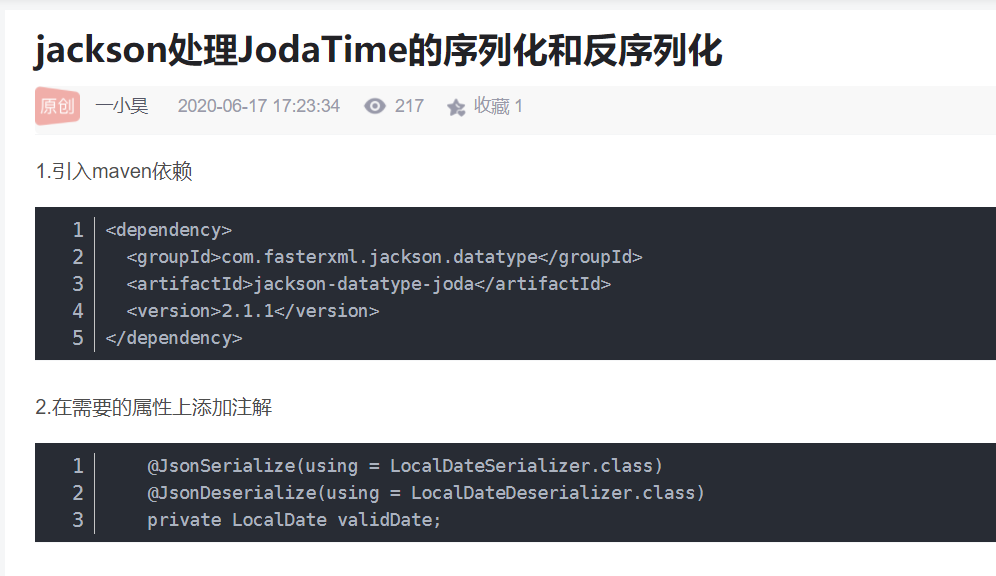 jackson处理JodaTime的序列化和反序列化
原创 一小昊 2020-06-17 17:23:34 217 收藏 1
1.引入maven依赖
1 <dependency>
2   <groupId>com.fasterxml.jackson.datatype</groupId>
3   <artifactId>jackson-datatype-joda</artifactId>
4   <version>2.1.1</version>
5 </dependency>
2.在需要的属性上添加注解
1     @JsonSerialize(using = LocalDateSerializer.class)
2     @JsonDeserialize(using = LocalDateDeserializer.class)
3     private LocalDate validDate;